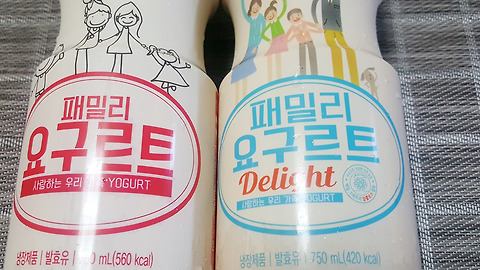 패밀리
요구르트
사랑하는 우리 가족 YOGURT
냉장제품 | 발효유 | mL(560 kcal)
패밀리
요구르트
Delight
사랑하는 우리 가족 YOGURT
냉장제품 | 발효유 | 750 mL(420 kcal)